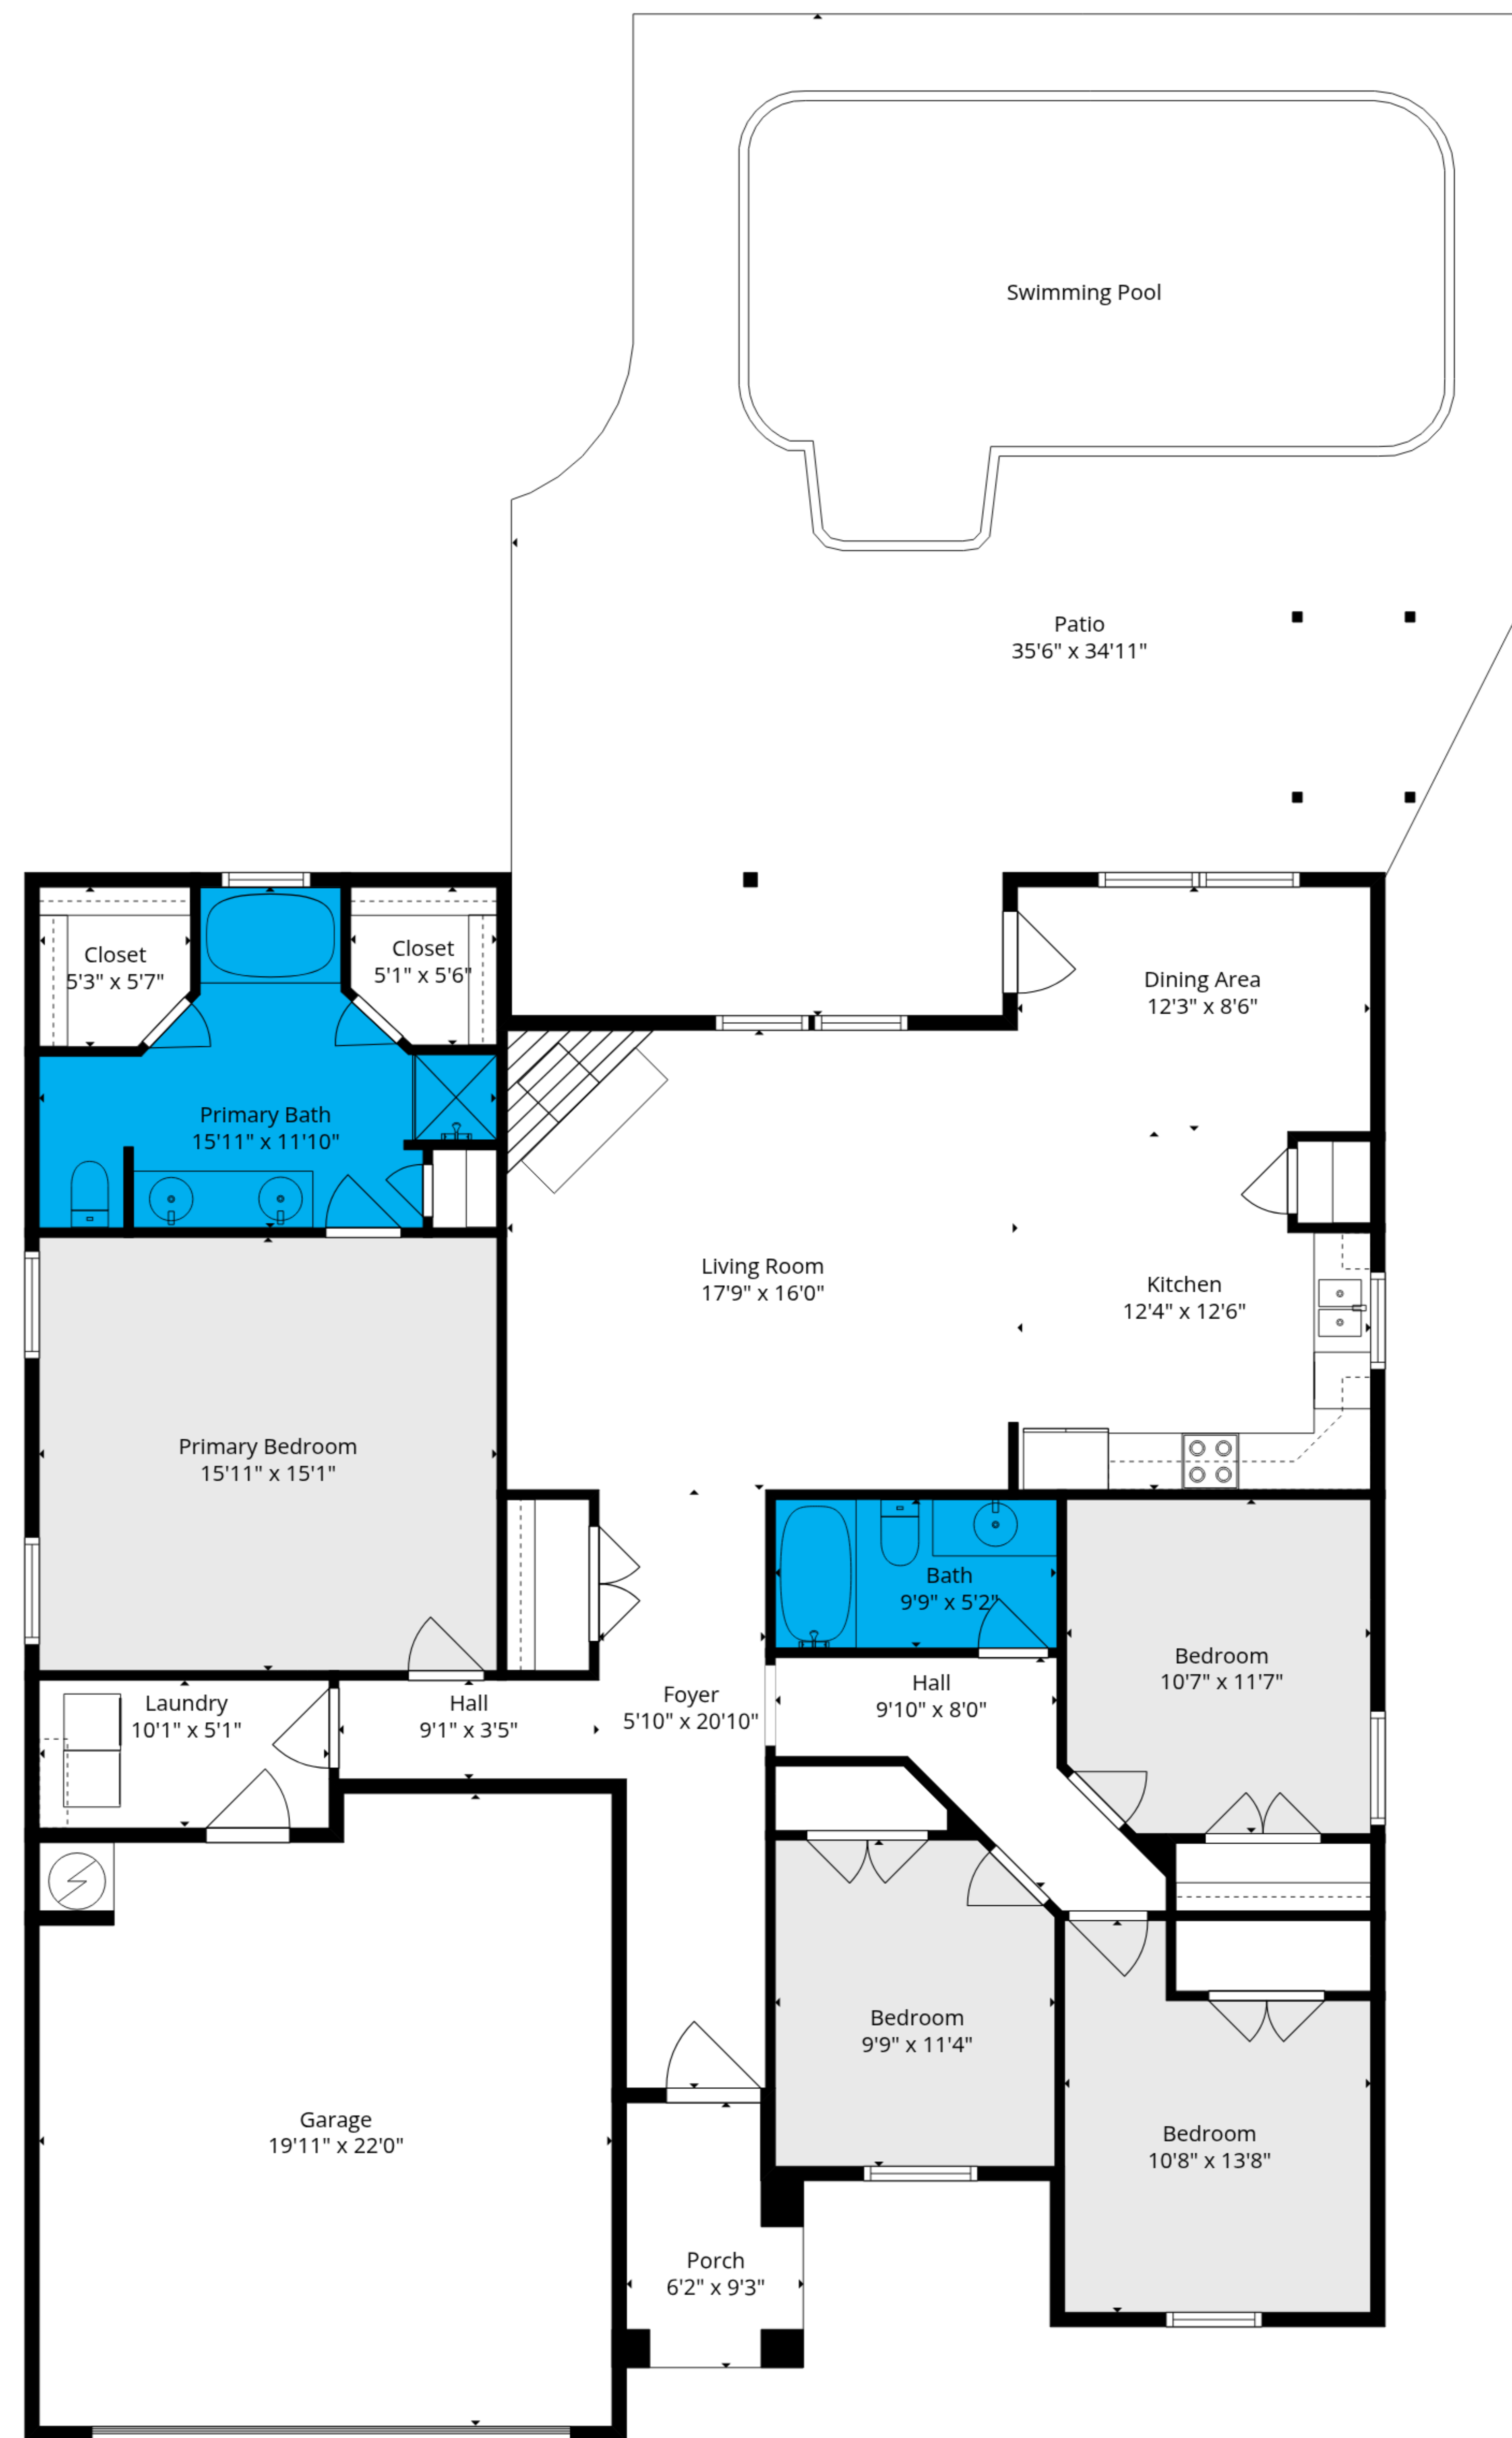 Swimming Pool
Patio
35'6" x 34'11"
Closet
5'3" x 5'7"
Closet
5'1" x 5'6"
Dining Area
12'3" x 8'6"
Primary Bath
15'11" x 11'10"
Living Room
17'9" x 16'0"
Kitchen
12'4" x 12'6"
Primary Bedroom
15'11" x 15'1"
Bath
9'9" x 5'2"
Bedroom
10'7" x 11'7"
Laundry
10'1" x 5'1"
Hall
9'1" x 3'5"
Foyer
5'10" x 20'10"
Hall
9'10" x 8'0"
Bedroom
9'9" x 11'4"
Garage
19'11" x 22'0"
Bedroom
10'8" x 13'8"
Porch
6'2" x 9'3"